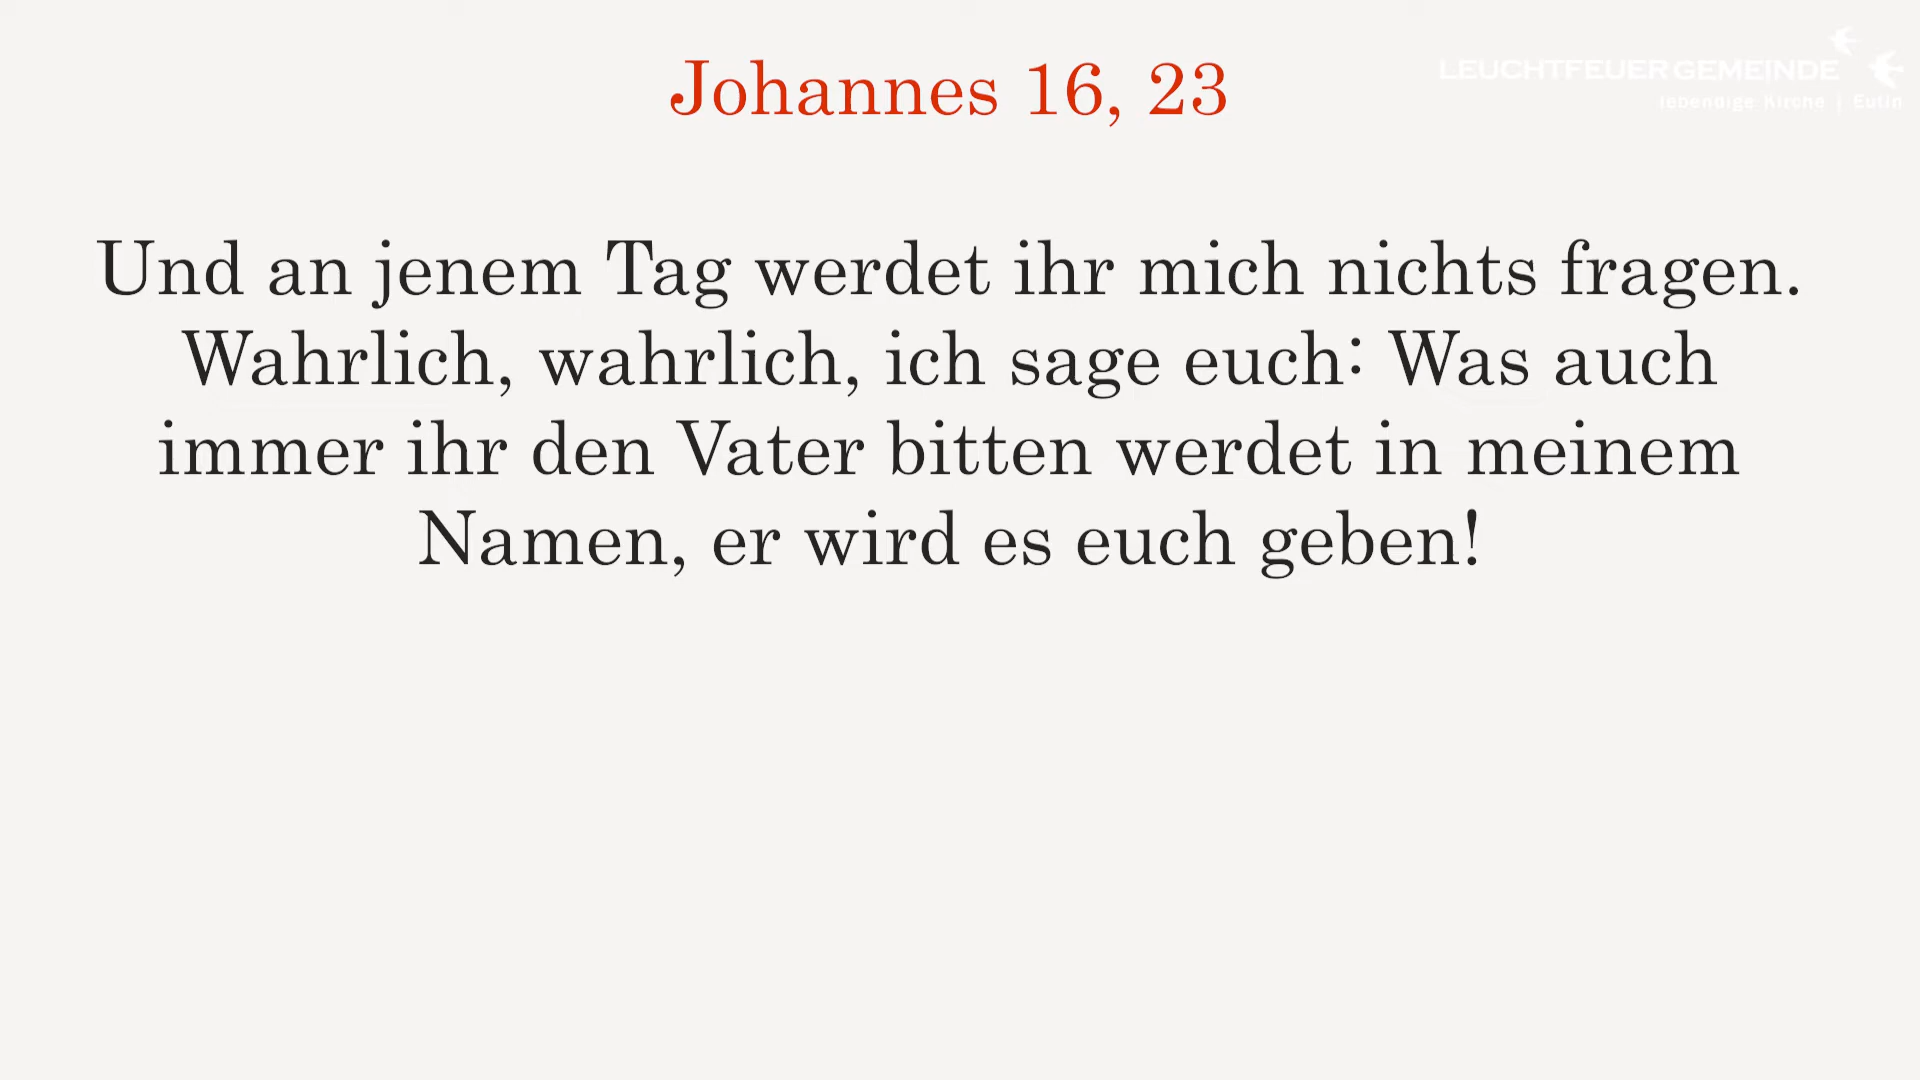 Johannes 16, 23
LEUCHTFEUERGEMEINDE
lebendige Kirche | Eutin
Und an jenem Tag werdet ihr mich nichts fragen.
Wahrlich, wahrlich, ich sage euch: Was auch
immer ihr den Vater bitten werdet in meinem
Namen, er wird es euch geben!